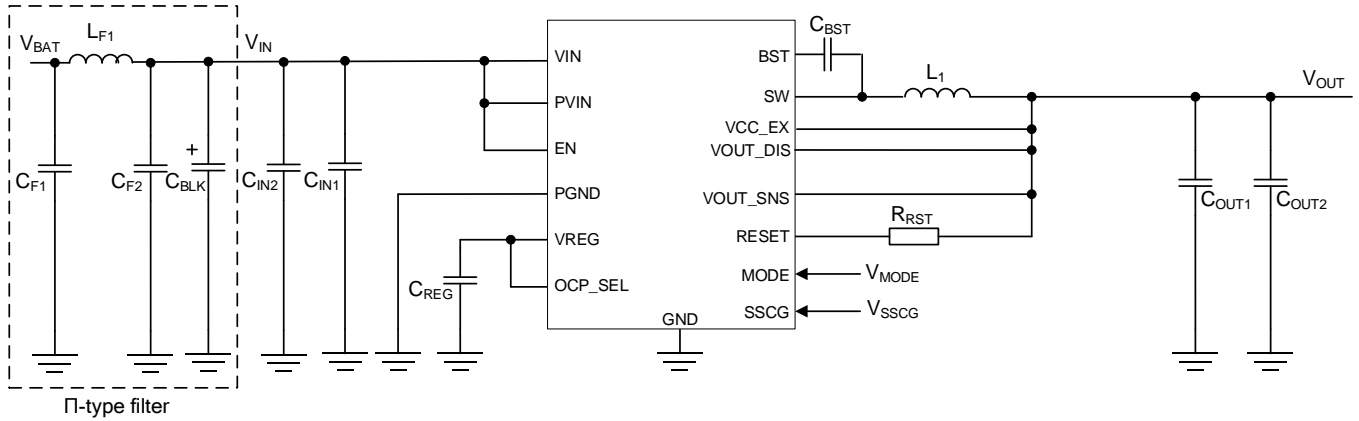 V_BAT
L_F1
V_IN
C_F1
C_F2
+
C_BLK
C_IN2
C_IN1
Π-type filter
VIN
PVIN
EN
PGND
VREG
OCP_SEL
C_REG
GND
BST
SW
VCC_EX
VOUT_DIS
VOUT_SNS
RESET
MODE
SSCG
C_BST
L_1
R_RST
V_MODE
V_SSCG
V_OUT
C_OUT1
C_OUT2